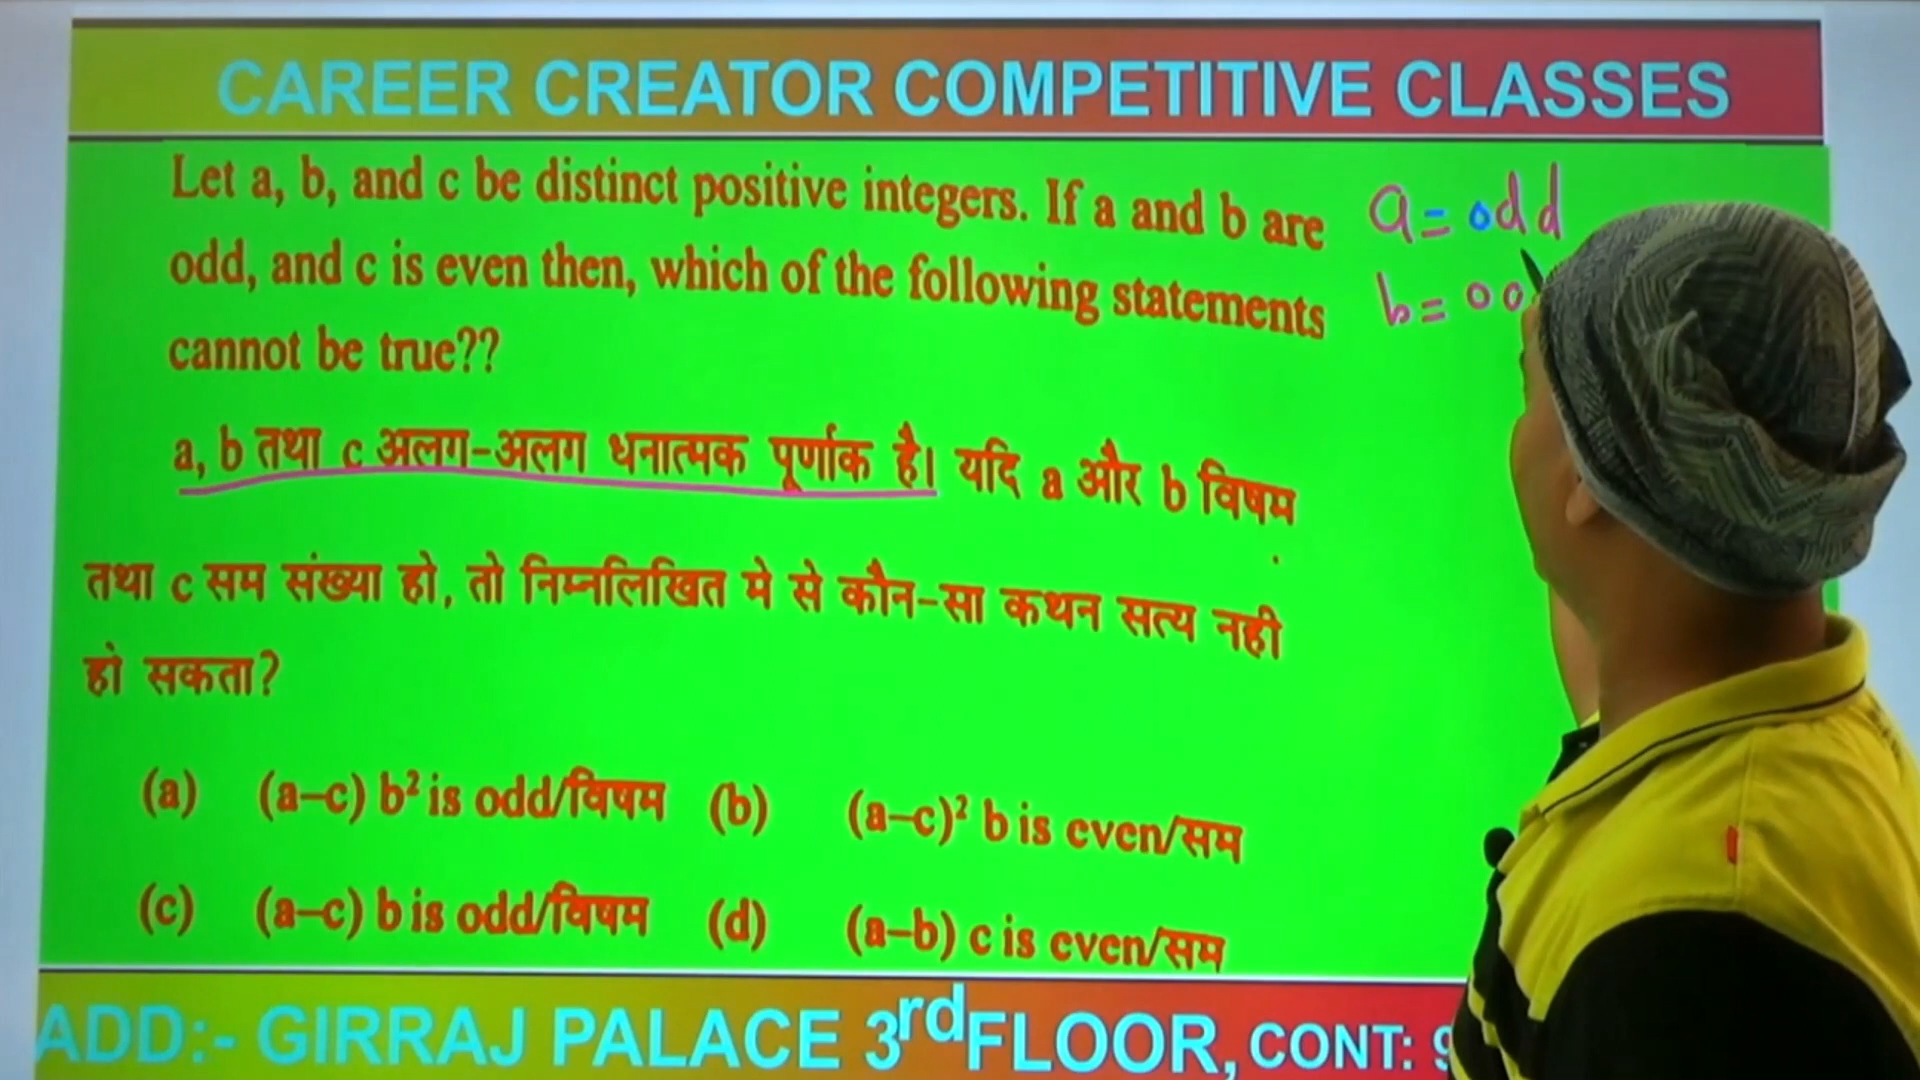 CAREER CREATOR COMPETITIVE CLASSES
Let a, b, and c be distinct positive integers. If a and b are
odd, and c is even then, which of the following statements
cannot be true??
a = odd
b =
a, b तथा c अलग-अलग धनात्मक पूर्णाक है। यदि a और b विषम
तथा c सम संख्या हो, तो निम्नलिखित मे से कौन-सा कथन सत्य नही
हो सकता?
(a) (a–c) b² is odd/विषम (b) (a–c)² b is even/सम
(c) (a–c) b is odd/विषम (d) (a–b) c is even/सम
ADD:- GIRRAJ PALACE 3rd FLOOR, CONT: 9